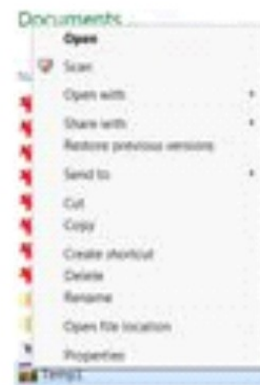 Documents
Open
Scan
Open with
Share with
Restore previous versions
Send to
Cut
Copy
Create shortcut
Delete
Rename
Open file location
Properties
Temp1